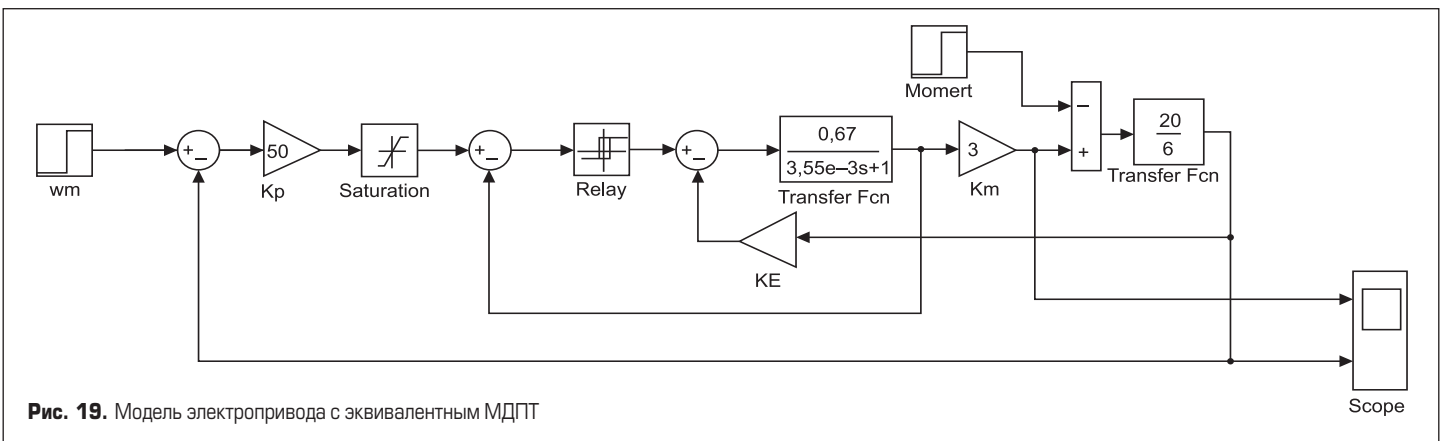 Momert
wm
+
–
50
Kp
Saturation
+
–
Relay
+
–
0,67
3,55e–3s+1
Transfer Fcn
3
Km
–
+
20
6
Transfer Fcn
KE
Scope
Рис. 19. Модель электропривода с эквивалентным МДПТ